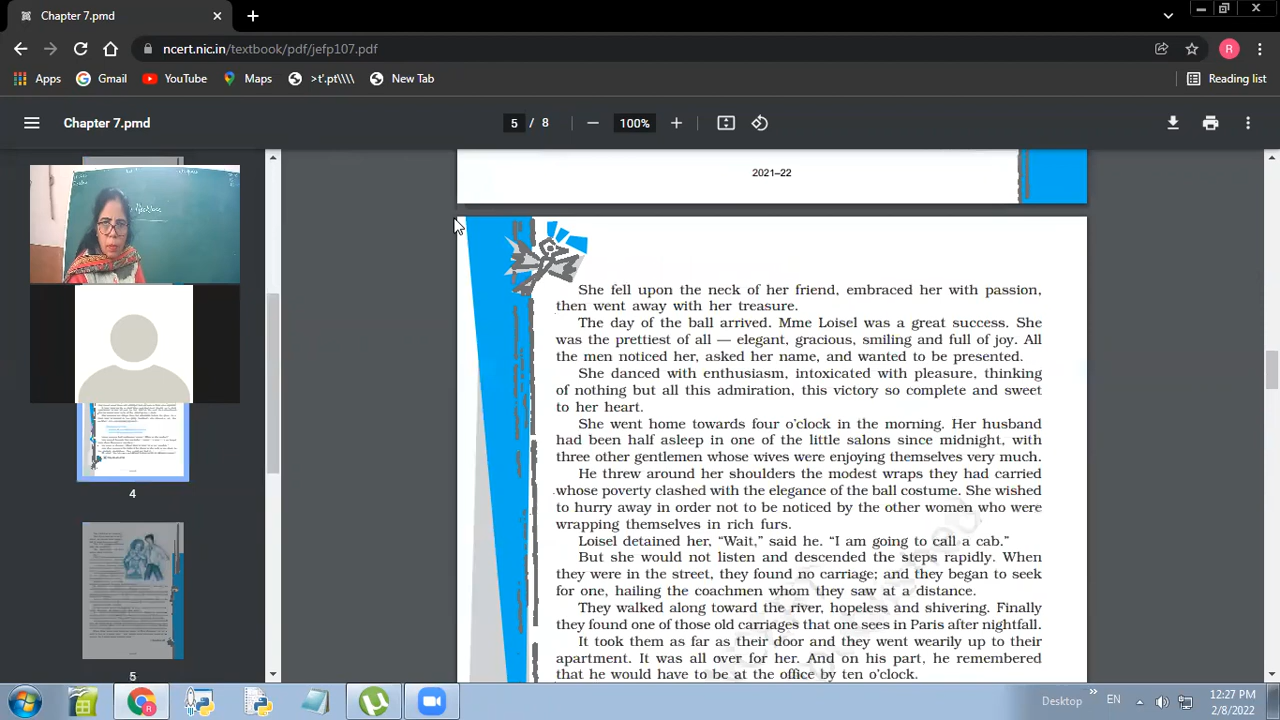 Chapter 7.pmd
ncert.nic.in/textbook/pdf/jefp107.pdf
R
Apps
Gmail
YouTube
Maps
>t'.pt\\\\
New Tab
Reading list
Chapter 7.pmd
5 / 8
100%
2021–22
She fell upon the neck of her friend, embraced her with passion,
then went away with her treasure.
The day of the ball arrived. Mme Loisel was a great success. She
was the prettiest of all — elegant, gracious, smiling and full of joy. All
the men noticed her, asked her name, and wanted to be presented.
She danced with enthusiasm, intoxicated with pleasure, thinking
of nothing but all this admiration, this victory so complete and sweet
to her heart.
She went home towards four o'clock in the morning. Her husband
had been half asleep in one of the little salons since midnight, with
three other gentlemen whose wives were enjoying themselves very much.
He threw around her shoulders the modest wraps they had carried
whose poverty clashed with the elegance of the ball costume. She wished
to hurry away in order not to be noticed by the other women who were
wrapping themselves in rich furs.
Loisel detained her, “Wait,” said he. “I am going to call a cab.”
But she would not listen and descended the steps rapidly. When
they were in the street, they found no carriage; and they began to seek
for one, hailing the coachmen whom they saw at a distance.
They walked along toward the river, hopeless and shivering. Finally
they found one of those old carriages that one sees in Paris after nightfall.
It took them as far as their door and they went wearily up to their
apartment. It was all over for her. And on his part, he remembered
that he would have to be at the office by ten o'clock.
4
5
Desktop
EN
12:27 PM
2/8/2022